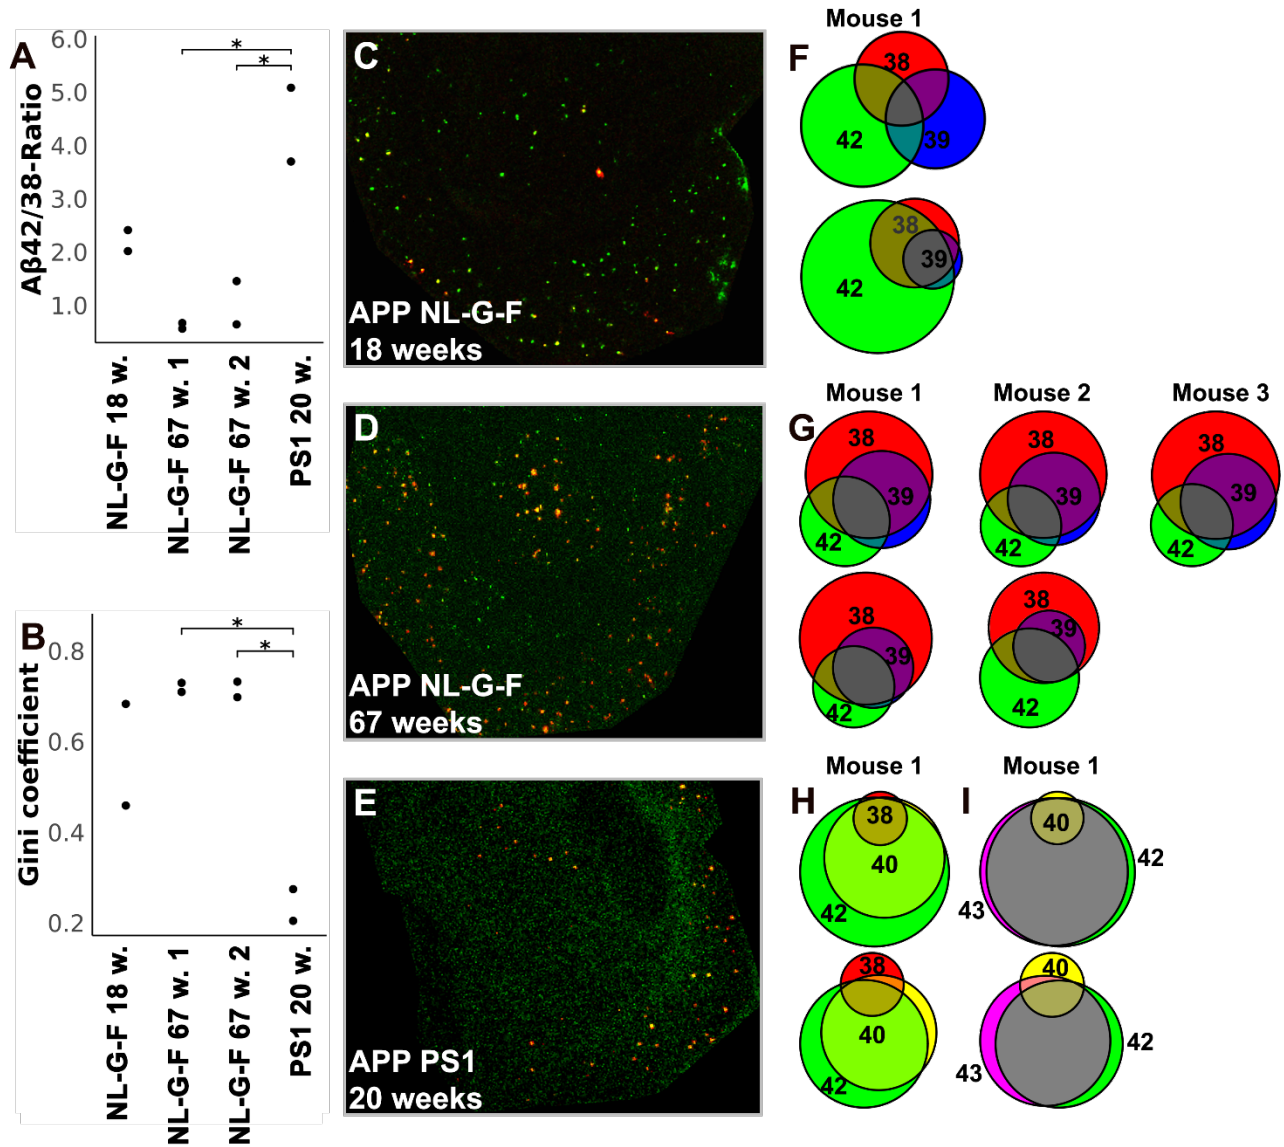 A
Aβ42/38-Ratio
6.0
5.0
4.0
3.0
2.0
1.0
*
*
NL-G-F 18 w.
NL-G-F 67 w. 1
NL-G-F 67 w. 2
PS1 20 w.
B
Gini coefficient
0.8
0.6
0.4
0.2
*
*
NL-G-F 18 w.
NL-G-F 67 w. 1
NL-G-F 67 w. 2
PS1 20 w.
C
APP NL-G-F
18 weeks
D
APP NL-G-F
67 weeks
E
APP PS1
20 weeks
F
Mouse 1
38
42
39
38
39
42
G
Mouse 1
Mouse 2
Mouse 3
38
39
42
38
39
42
38
39
42
38
39
42
38
39
42
H
Mouse 1
38
40
42
38
40
42
I
Mouse 1
40
42
43
40
42
43